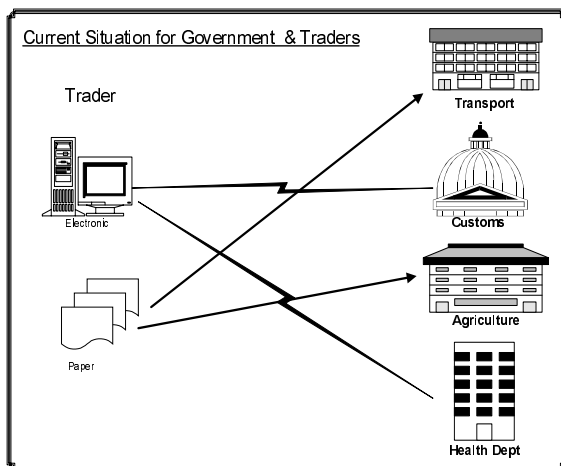 Current Situation for Government & Traders
Trader
Transport
Electronic
Customs
Agriculture
Paper
Health Dept